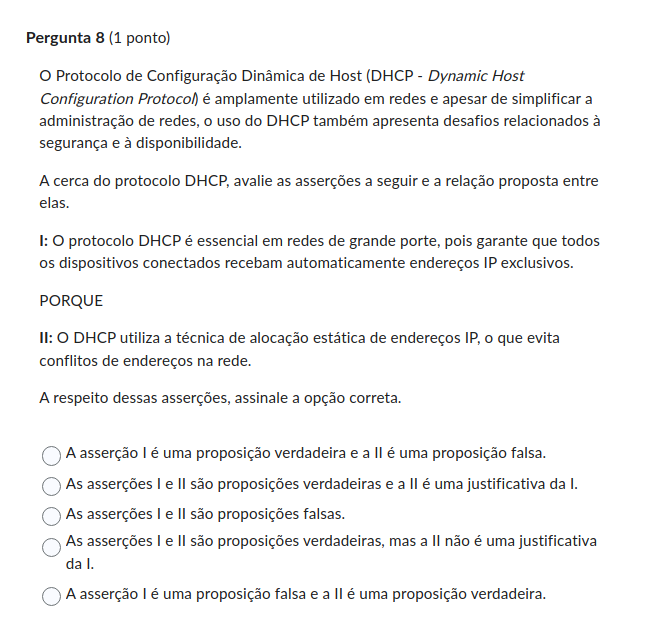 Pergunta 8 (1 ponto)
O Protocolo de Configuração Dinâmica de Host (DHCP - Dynamic Host
Configuration Protocol) é amplamente utilizado em redes e apesar de simplificar a
administração de redes, o uso do DHCP também apresenta desafios relacionados à
segurança e à disponibilidade.
A cerca do protocolo DHCP, avalie as asserções a seguir e a relação proposta entre
elas.
I: O protocolo DHCP é essencial em redes de grande porte, pois garante que todos
os dispositivos conectados recebam automaticamente endereços IP exclusivos.
PORQUE
II: O DHCP utiliza a técnica de alocação estática de endereços IP, o que evita
conflitos de endereços na rede.
A respeito dessas asserções, assinale a opção correta.
A asserção I é uma proposição verdadeira e a II é uma proposição falsa.
As asserções I e II são proposições verdadeiras e a II é uma justificativa da I.
As asserções I e II são proposições falsas.
As asserções I e II são proposições verdadeiras, mas a II não é uma justificativa
da I.
A asserção I é uma proposição falsa e a II é uma proposição verdadeira.